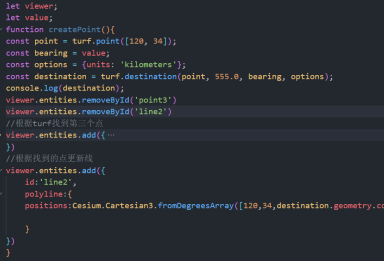 let viewer;
let value;
function createPoint(){
const point = turf.point([120, 34]);
const bearing = value;
const options = {units: 'kilometers'};
const destination = turf.destination(point, 555.0, bearing, options);
console.log(destination);
viewer.entities.removeById('point3')
viewer.entities.removeById('line2')
//根据turf找到第三个点
viewer.entities.add({ ⋯
})
//根据找到的点更新线
viewer.entities.add({
id:'line2',
polyline:{
positions:Cesium.Cartesian3.fromDegreesArray([120,34,destination.geometry.co
}
})
}